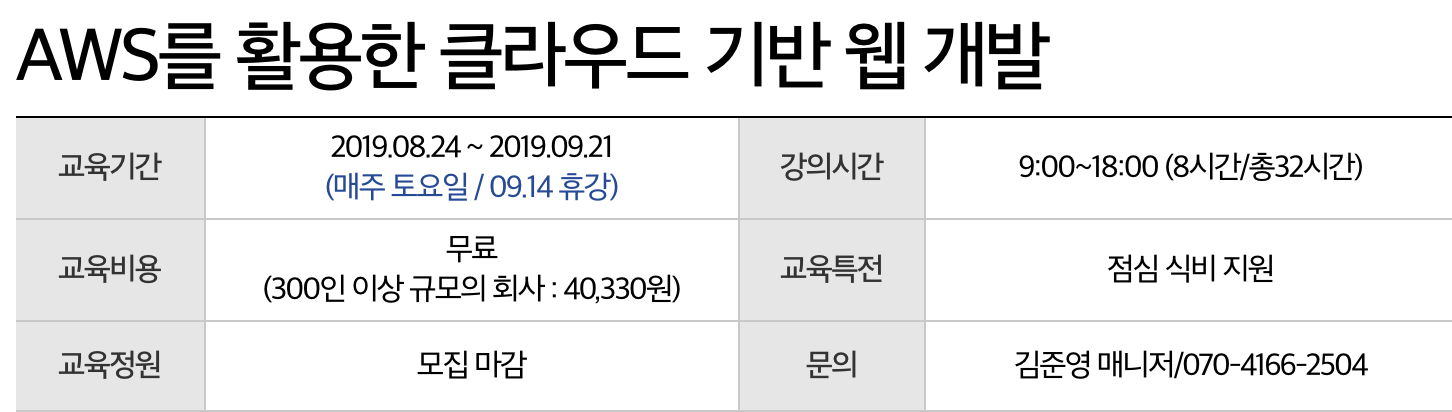 AWS를 활용한 클라우드 기반 웹 개발
교육기간
2019.08.24 ~ 2019.09.21
(매주 토요일 / 09.14 휴강)
강의시간
9:00~18:00 (8시간/총32시간)
교육비용
무료
(300인 이상 규모의 회사 : 40,330원)
교육특전
점심 식비 지원
교육정원
모집 마감
문의
김준영 매니저/070-4166-2504